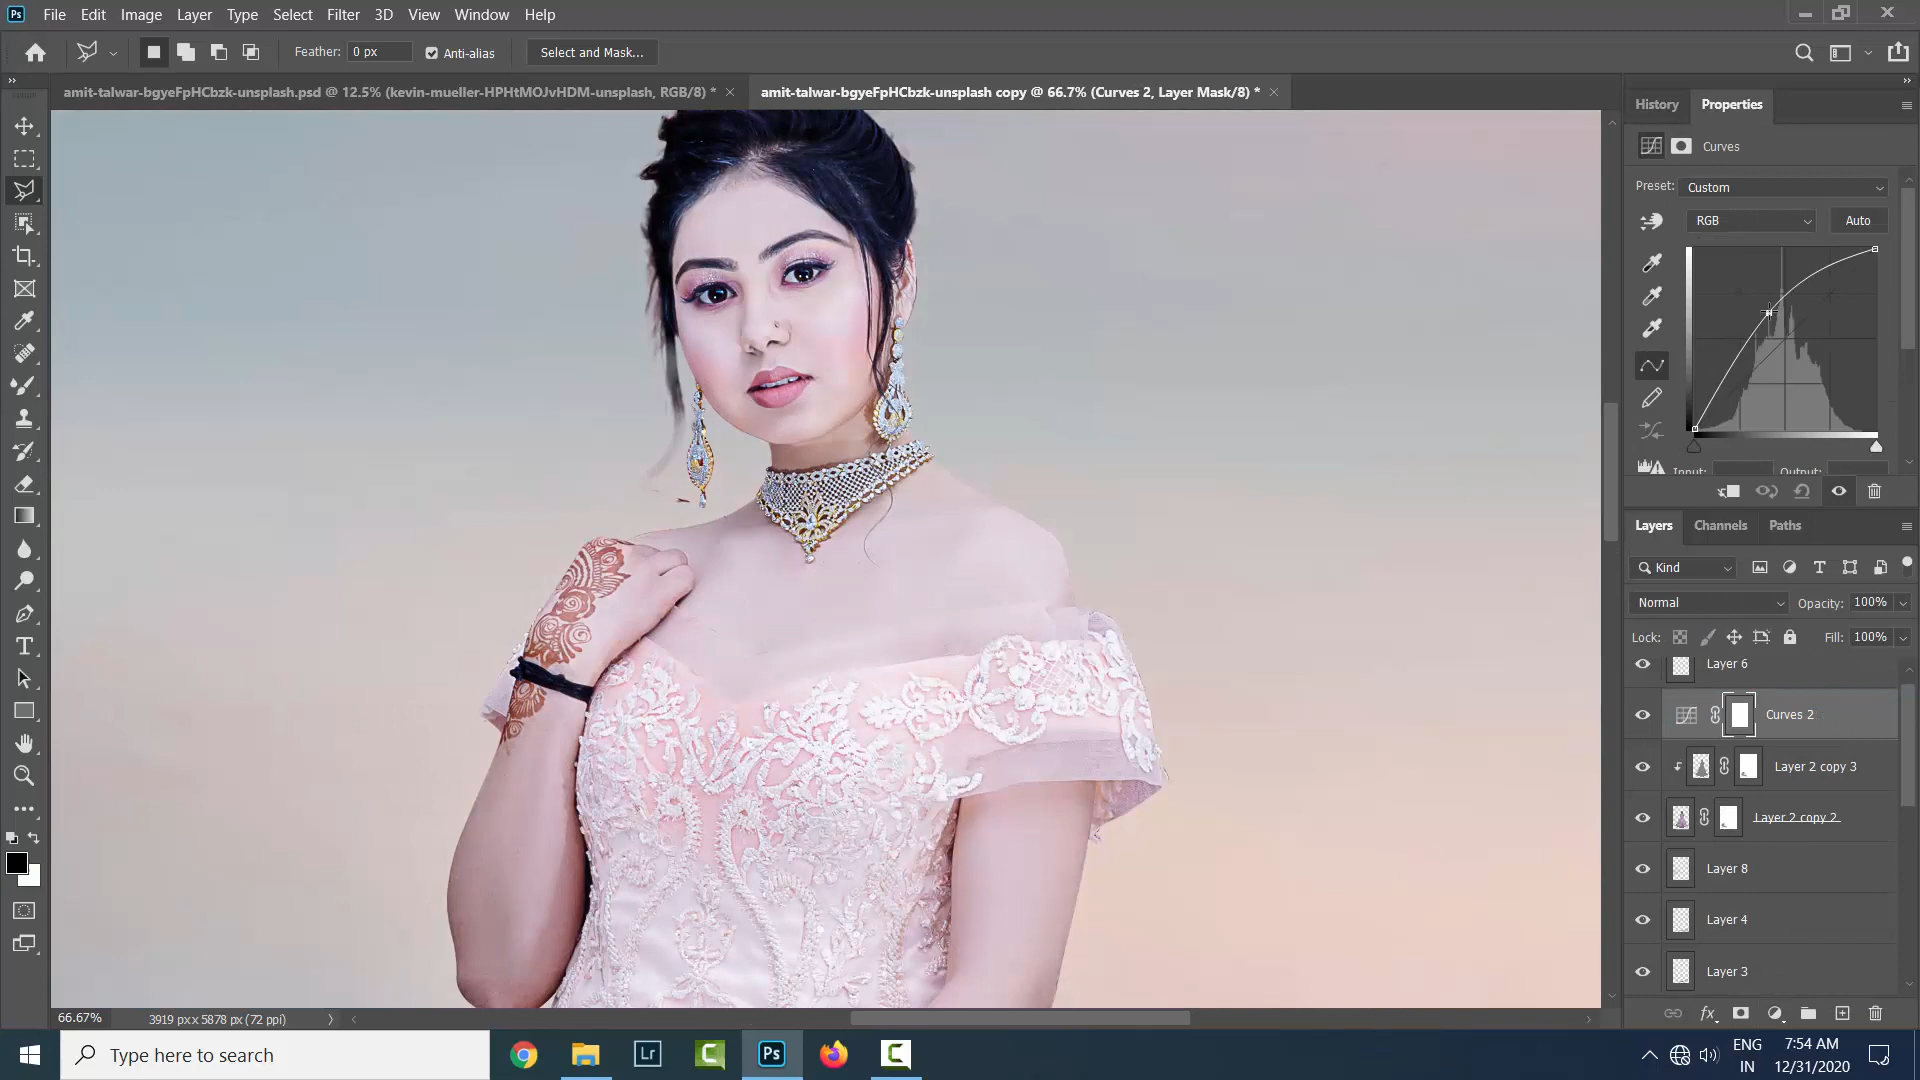 Ps File Edit Image Layer Type Select Filter 3D View Window Help
Feather: 0 px Anti-alias Select and Mask...
amit-talwar-bgyeFpHCbzk-unsplash.psd @ 12.5% (kevin-mueller-HPHtMOJvHDM-unsplash, RGB/8) * amit-talwar-bgyeFpHCbzk-unsplash copy @ 66.7% (Curves 2, Layer Mask/8) *
History Properties
Curves
Preset: Custom
RGB Auto
Input: Output:
Layers Channels Paths
Kind
Normal Opacity: 100%
Lock: Fill: 100%
Layer 6
Curves 2
Layer 2 copy 3
Layer 2 copy 2
Layer 8
Layer 4
Layer 3
fx
66.67% 3919 px x 5878 px (72 ppi)
Type here to search
Lr Ps
ENG 7:54 AM
IN 12/31/2020